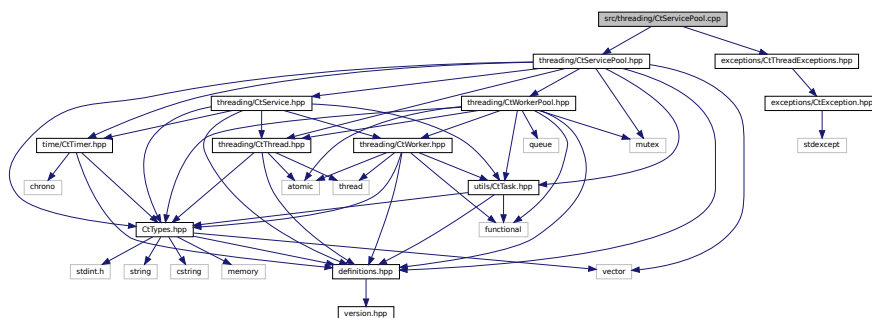 src/threading/CtServicePool.cpp
threading/CtServicePool.hpp
exceptions/CtThreadExceptions.hpp
threading/CtService.hpp
threading/CtWorkerPool.hpp
exceptions/CtException.hpp
time/CtTimer.hpp
threading/CtThread.hpp
threading/CtWorker.hpp
queue
mutex
stdexcept
chrono
atomic
thread
utils/CtTask.hpp
CtTypes.hpp
functional
stdint.h
string
cstring
memory
definitions.hpp
vector
version.hpp